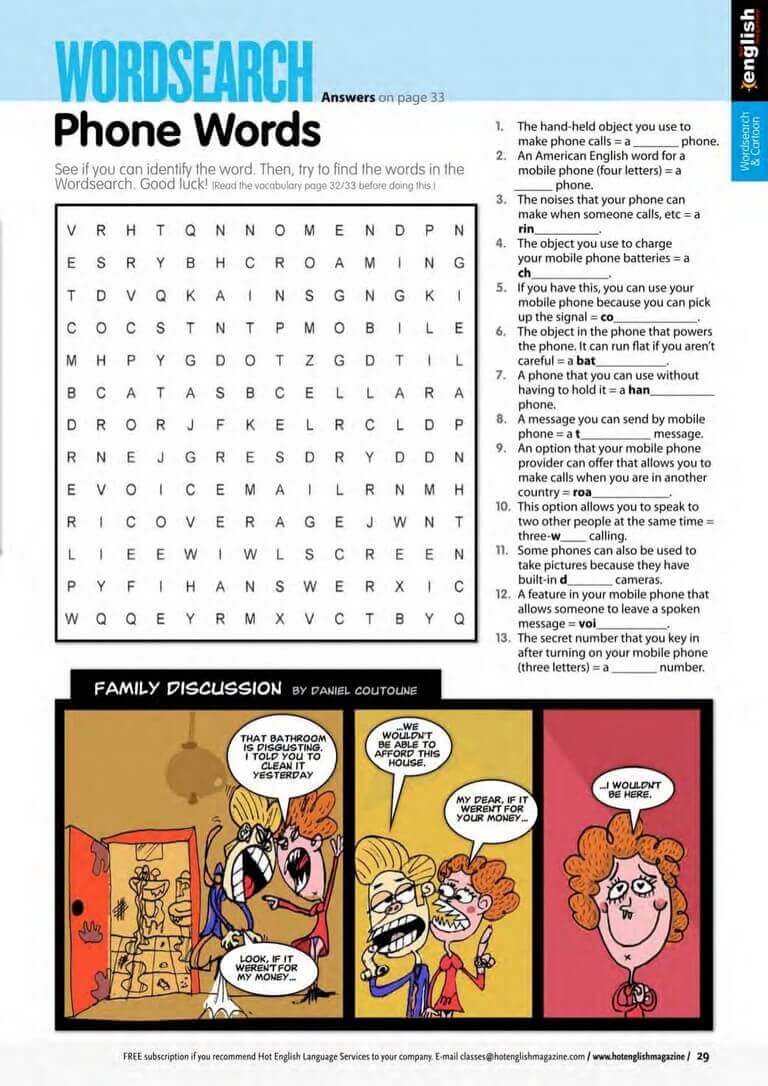 WORDSEARCH
Answers on page 33
Phone Words
See if you can identify the word. Then, try to find the words in the
Wordsearch. Good luck! (Read the vocabulary page 32/33 before doing this.)
V R H T Q N N O M E N D P N
E S R Y B H C R O A M I N G
T D V Q K A I N S G N G K I
C O C S T N T P M O B I L E
M H P Y G D O T Z G D T I L
B C A T A S B C E L L A R A
D R O R J F K E L R C L D P
R N E J G R E S D R Y D D N
E V O I C E M A I L R N M H
R I C O V E R A G E J W N T
L I E E W I W L S C R E E N
P Y F I H A N S W E R X I C
W Q Q E Y R M X V C T B Y Q
1. The hand-held object you use to
make phone calls = a _______ phone.
2. An American English word for a
mobile phone (four letters) = a
______ phone.
3. The noises that your phone can
make when someone calls, etc = a
rin__________.
4. The object you use to charge
your mobile phone batteries = a
ch____________.
5. If you have this, you can use your
mobile phone because you can pick
up the signal = co_____________.
6. The object in the phone that powers
the phone. It can run flat if you aren't
careful = a bat___________.
7. A phone that you can use without
having to hold it = a han__________
phone.
8. A message you can send by mobile
phone = a t___________ message.
9. An option that your mobile phone
provider can offer that allows you to
make calls when you are in another
country = roa____________.
10. This option allows you to speak to
two other people at the same time =
three-w____ calling.
11. Some phones can also be used to
take pictures because they have
built-in d_______ cameras.
12. A feature in your mobile phone that
allows someone to leave a spoken
message = voi___________.
13. The secret number that you key in
after turning on your mobile phone
(three letters) = a _______ number.
english
Wordsearch
& Cartoon
FAMILY DISCUSSION BY DANIEL COUTOUNE
THAT BATHROOM
IS DISGUSTING.
I TOLD YOU TO
CLEAN IT
YESTERDAY
LOOK, IF IT
WEREN'T FOR
MY MONEY...
...WE
WOULDN'T
BE ABLE TO
AFFORD THIS
HOUSE.
MY DEAR, IF IT
WEREN'T FOR
YOUR MONEY...
...I WOULDN'T
BE HERE.
FREE subscription if you recommend Hot English Language Services to your company. E-mail classes@hotenglishmagazine.com / www.hotenglishmagazine / 29